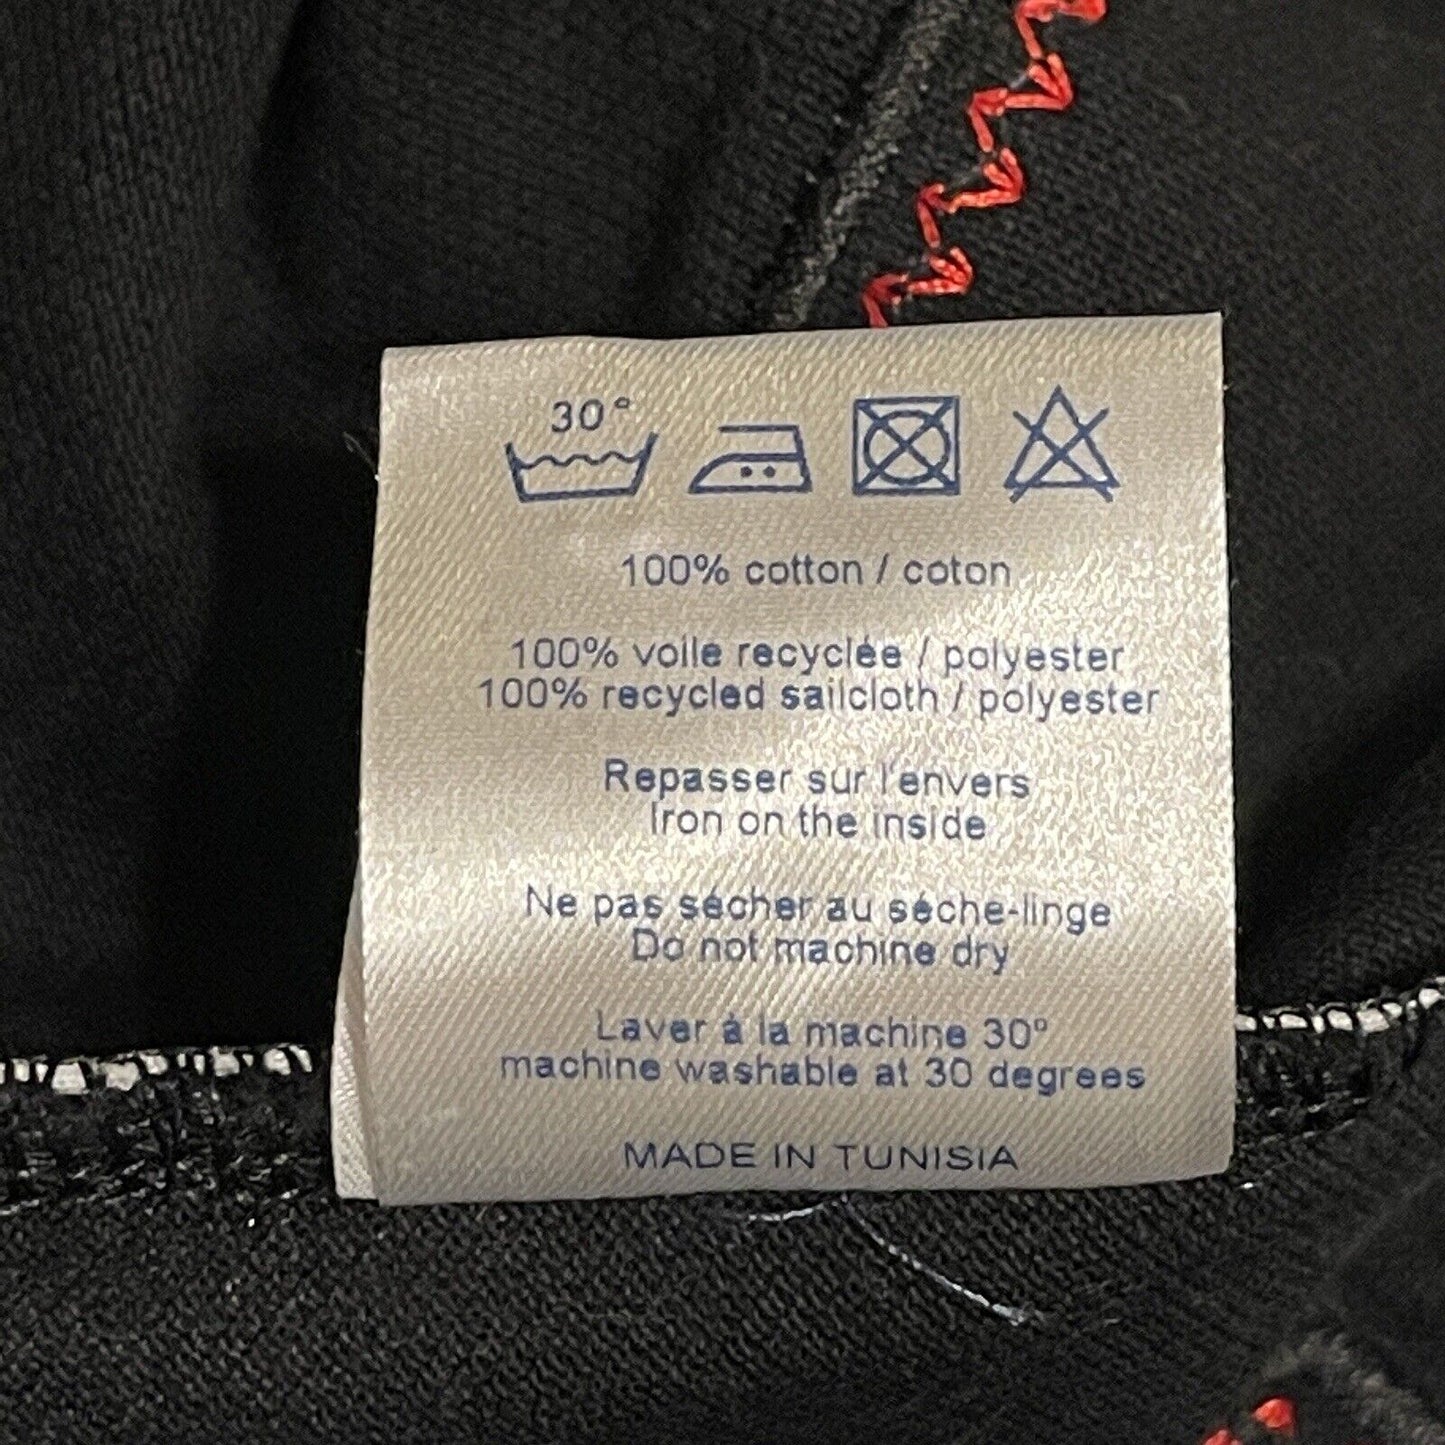 30°
100% cotton / coton
100% voile recyclée / polyester
100% recycled sailcloth / polyester
Repasser sur l'envers
Iron on the inside
Ne pas sécher au séche-linge
Do not machine dry
Laver à la machine 30°
machine washable at 30 degrees
MADE IN TUNISIA